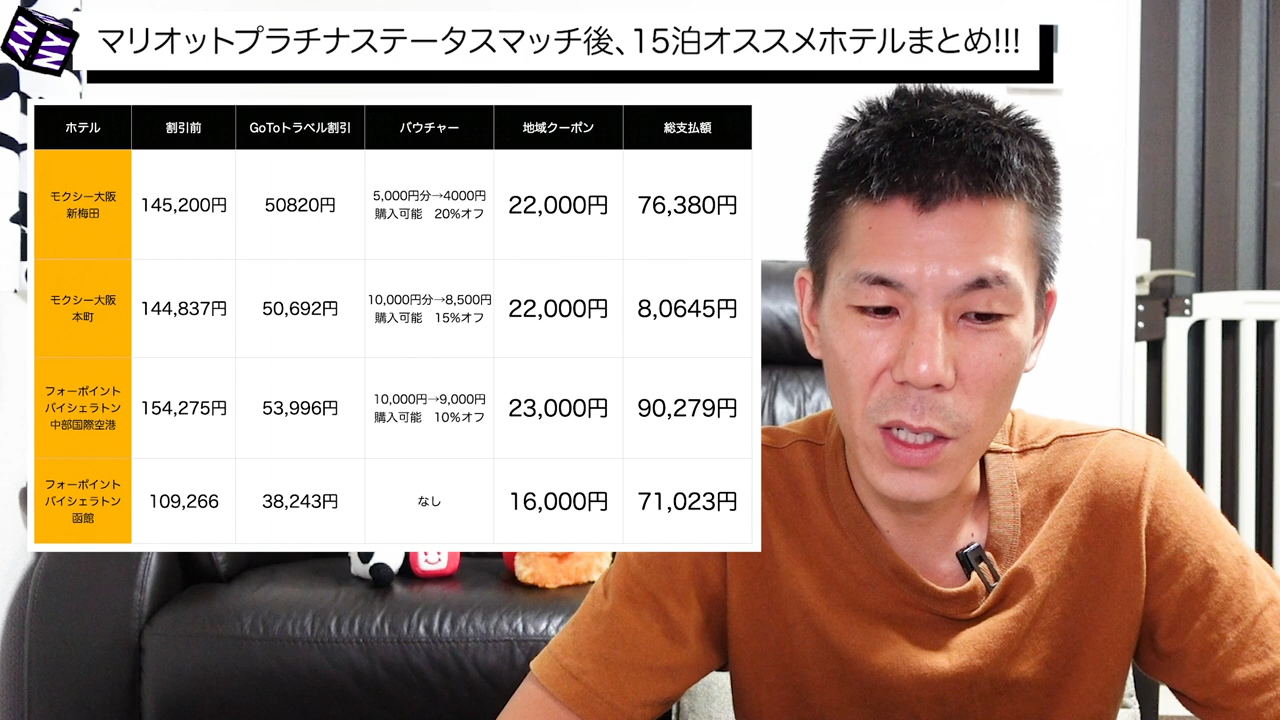 マリオットプラチナステータスマッチ後、15泊オススメホテルまとめ!!!
ホテル 割引前 GoToトラベル割引 バウチャー 地域クーポン 総支払額
モクシー大阪
新梅田
145,200円
50820円
5,000円分→4000円
購入可能 20%オフ
22,000円
76,380円
モクシー大阪
本町
144,837円
50,692円
10,000円分→8,500円
購入可能 15%オフ
22,000円
8,0645円
フォーポイント
バイシェラトン
中部国際空港
154,275円
53,996円
10,000円→9,000円
購入可能 10%オフ
23,000円
90,279円
フォーポイント
バイシェラトン
函館
109,266
38,243円
なし
16,000円
71,023円